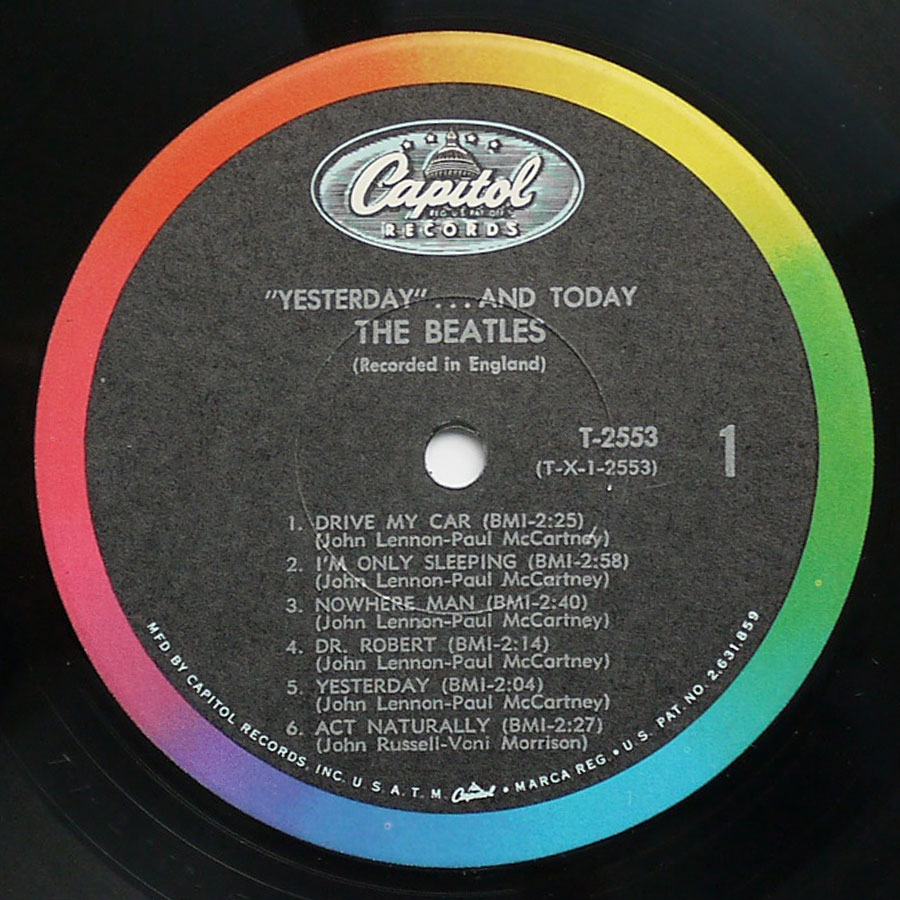 Capitol
REG. U.S. PAT. OFF.
RECORDS
"YESTERDAY" . . . AND TODAY
THE BEATLES
(Recorded in England)
T-2553
1
(T-X-1-2553)
1. DRIVE MY CAR (BMI-2:25)
(John Lennon-Paul McCartney)
2. I'M ONLY SLEEPING (BMI-2:58)
(John Lennon-Paul McCartney)
3. NOWHERE MAN (BMI-2:40)
(John Lennon-Paul McCartney)
4. DR. ROBERT (BMI-2:14)
(John Lennon-Paul McCartney)
5. YESTERDAY (BMI-2:04)
(John Lennon-Paul McCartney)
6. ACT NATURALLY (BMI-2:27)
(John Russell-Voni Morrison)
MFD BY CAPITOL RECORDS, INC. U. S. A. T. M. Capitol • MARCA REG. • U.S. PAT. NO. 2,631,859